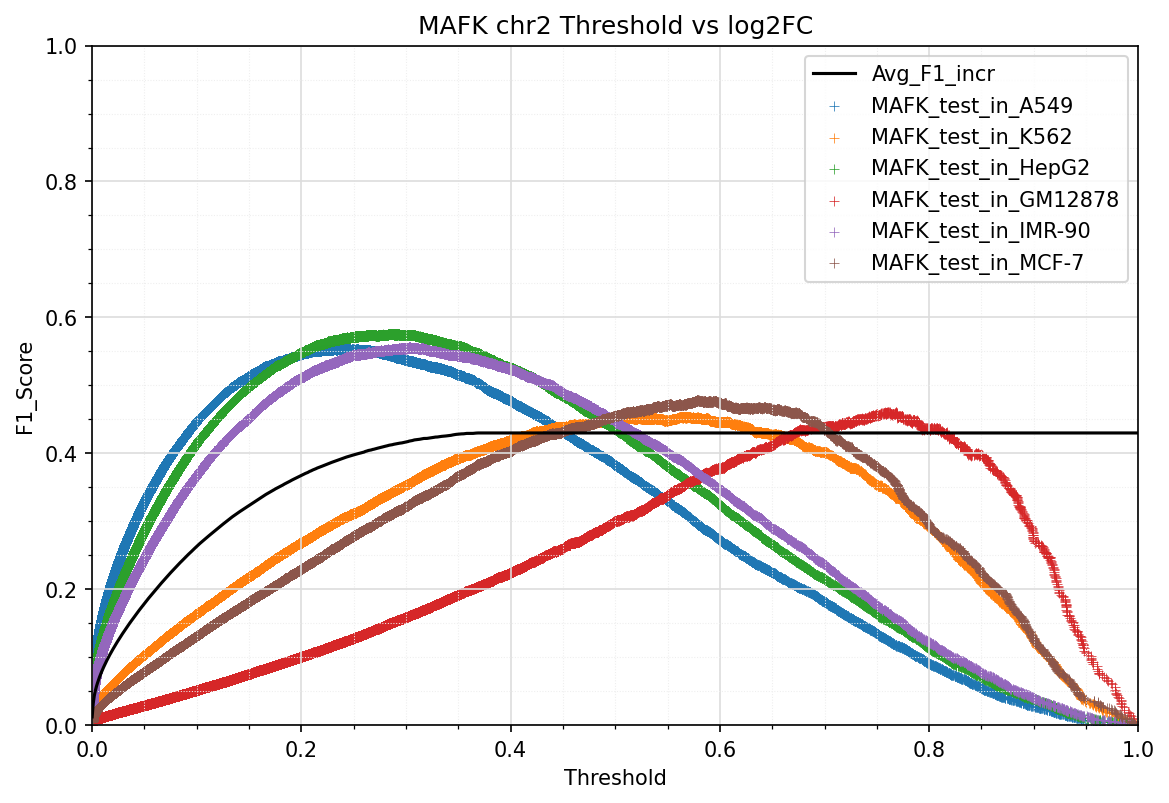 MAFK chr2 Threshold vs log2FC
1.0
0.8
0.6
0.4
0.2
0.0
F1_Score
Avg_F1_incr
MAFK_test_in_A549
MAFK_test_in_K562
MAFK_test_in_HepG2
MAFK_test_in_GM12878
MAFK_test_in_IMR-90
MAFK_test_in_MCF-7
0.0 0.2 0.4 0.6 0.8 1.0
Threshold